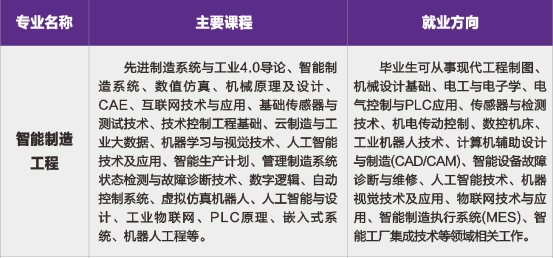 专业名称
主要课程
就业方向
智能制造
工程
先进制造系统与工业4.0导论、智能制
造系统、数值仿真、机械原理及设计、
CAE、互联网技术与应用、基础传感器与
测试技术、技术控制工程基础、云制造与工
业大数据、机器学习与视觉技术、人工智能
技术及应用、智能生产计划、管理制造系统
状态检测与故障诊断技术、数字逻辑、自动
控制系统、虚拟仿真机器人、人工智能与设
计、工业物联网、PLC原理、嵌入式系
统、机器人工程等。
毕业生可从事现代工程制图、
机械设计基础、电工与电子学、电
气控制与PLC应用、传感器与检测
技术、机电传动控制、数控机床、
工业机器人技术、计算机辅助设计
与制造(CAD/CAM)、智能设备故障
诊断与维修、人工智能技术、机器
视觉技术及应用、物联网技术与应
用、智能制造执行系统(MES)、智
能工厂集成技术等领域相关工作。